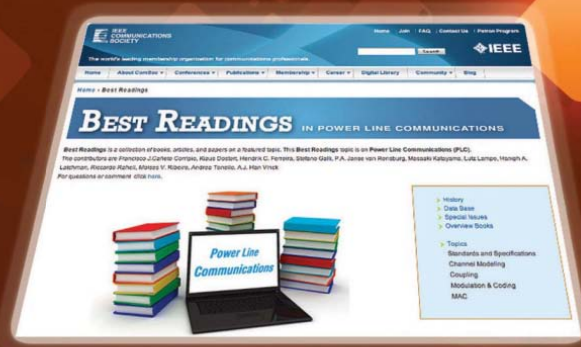 IEEE
COMMUNICATIONS
SOCIETY
Home Join FAQ Contact Us Patron Program
Search
IEEE
The world's leading membership organization for communications professionals
Home About ComSoc Conferences Publications Membership Career Digital Library Community Blog
Home › Best Readings
BEST READINGS IN POWER LINE COMMUNICATIONS
Best Readings is a collection of books, articles, and papers on a featured topic. This Best Readings topic is on Power Line Communications (PLC).
The contributors are Francisco J. Cañete Corripio, Klaus Dostert, Hendrik C. Ferreira, Stefano Galli, P.A. Janse van Rensburg, Masaaki Katayama, Lutz Lampe, Haniph A.
Latchman, Riccardo Raheli, Moises V. Ribeiro, Andrea Tonello, A.J. Han Vinck
For questions or comment click here.
Power Line
Communications
> History
> Data Base
> Special Issues
> Overview Books
> Topics
Standards and Specifications
Channel Modeling
Coupling
Modulation & Coding
MAC